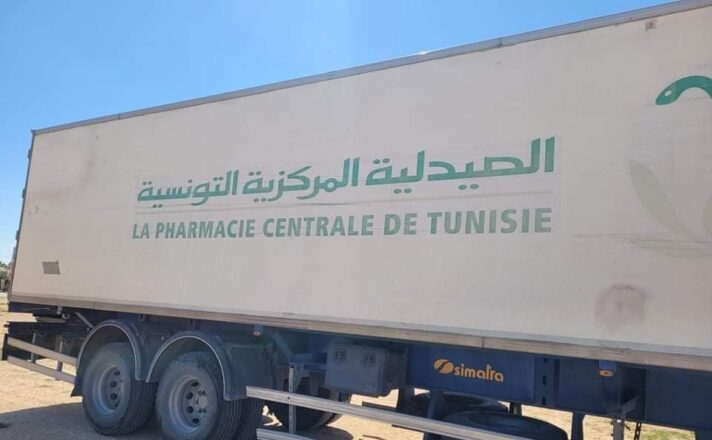 الصيدلية المركزية التونسية
LA PHARMACIE CENTRALE DE TUNISIE
simatra